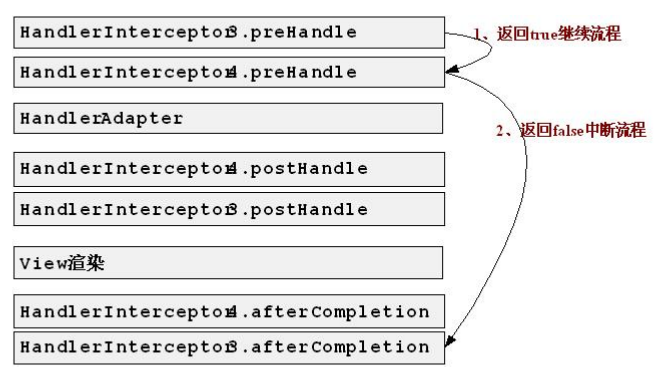 HandlerInterceptor3.preHandle
1、返回true继续流程
HandlerInterceptor4.preHandle
HandlerAdapter
2、返回false中断流程
HandlerInterceptor4.postHandle
HandlerInterceptor3.postHandle
View渲染
HandlerInterceptor4.afterCompletion
HandlerInterceptor3.afterCompletion